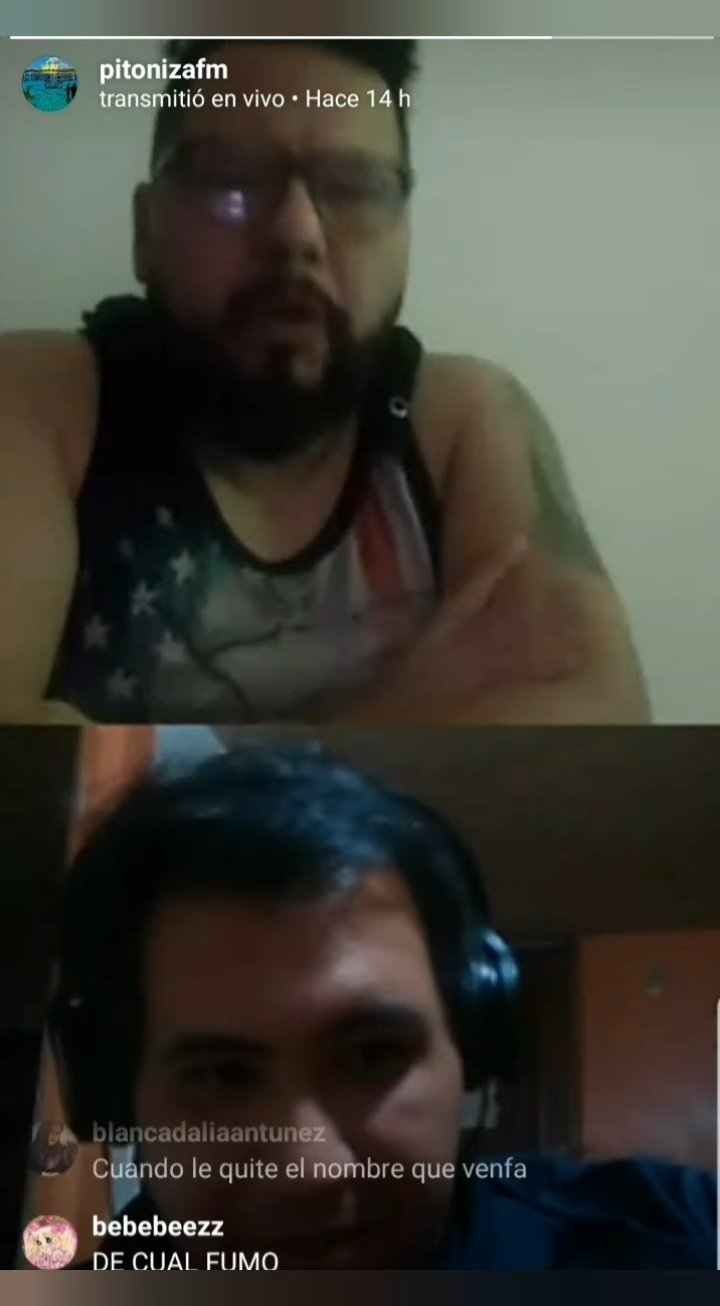 pitonizafm
transmitió en vivo • Hace 14 h
blancadaliaantunez
Cuando le quite el nombre que venfa
bebebeezz
DE CUAL FUMO